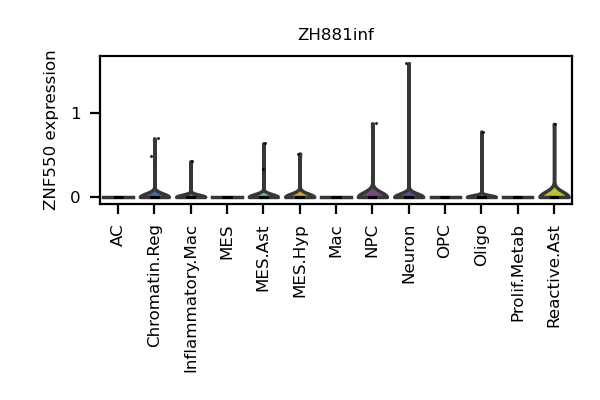 ZH881inf
ZNF550 expression
1
0
AC
Chromatin.Reg
Inflammatory.Mac
MES
MES.Ast
MES.Hyp
Mac
NPC
Neuron
OPC
Oligo
Prolif.Metab
Reactive.Ast